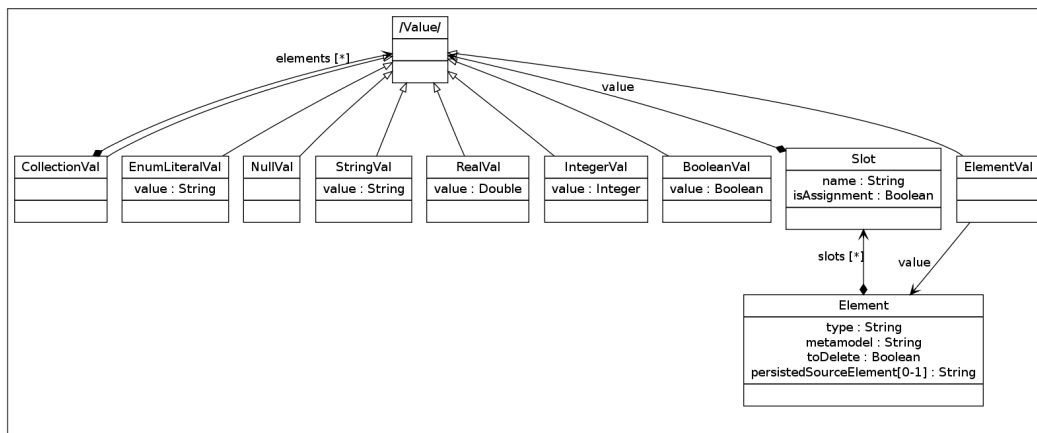 /Value/
elements [*]
value
CollectionVal
EnumLiteralVal
value : String
NullVal
StringVal
value : String
RealVal
value : Double
IntegerVal
value : Integer
BooleanVal
value : Boolean
Slot
name : String
isAssignment : Boolean
ElementVal
slots [*]
value
Element
type : String
metamodel : String
toDelete : Boolean
persistedSourceElement[0-1] : String